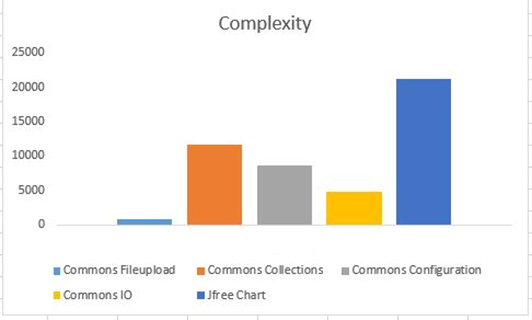 Complexity
25000
20000
15000
10000
5000
0
Commons Fileupload Commons Collections Commons Configuration
Commons IO Jfree Chart